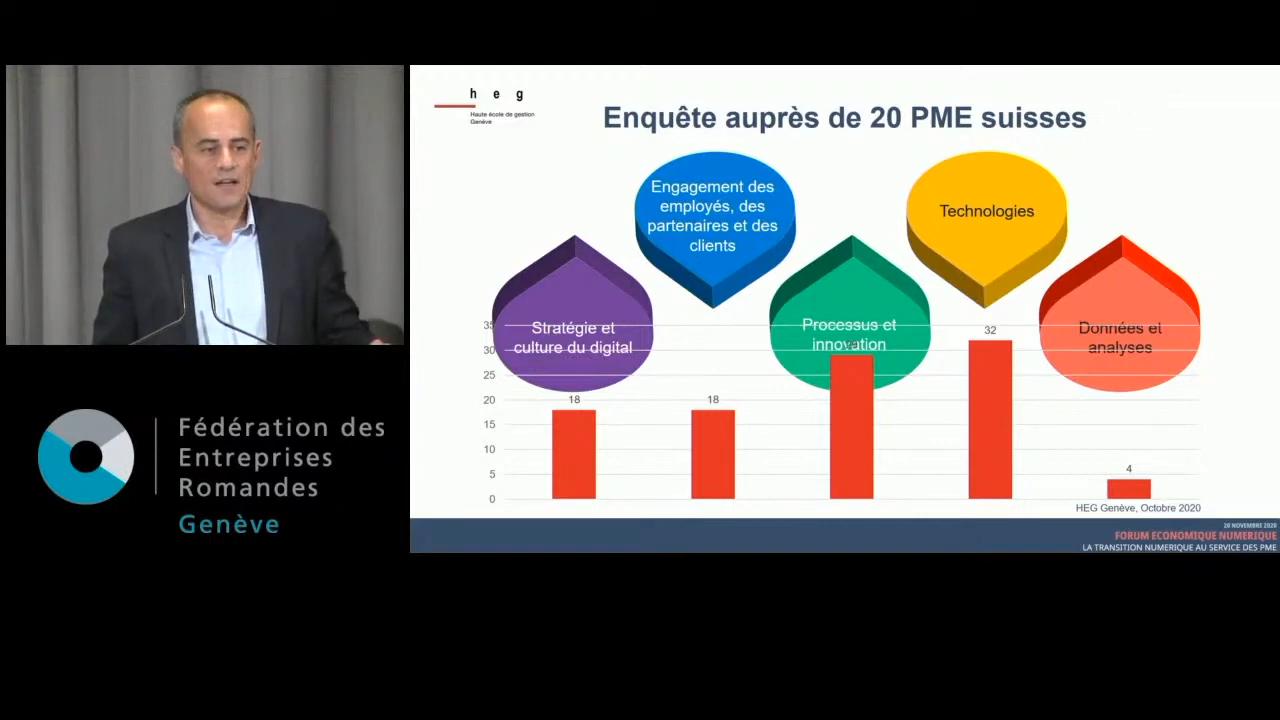 h e g
Haute école de gestion
Genève
Enquête auprès de 20 PME suisses
Engagement des
employés, des
partenaires et des
clients
Technologies
Stratégie et
culture du digital
Processus et
innovation
Données et
analyses
35
30
25
20
15
10
5
0
18
18
32
4
HEG Genève, Octobre 2020
20 NOVEMBRE 2020
FORUM ECONOMIQUE NUMERIQUE
LA TRANSITION NUMERIQUE AU SERVICE DES PME
Fédération des
Entreprises
Romandes
Genève